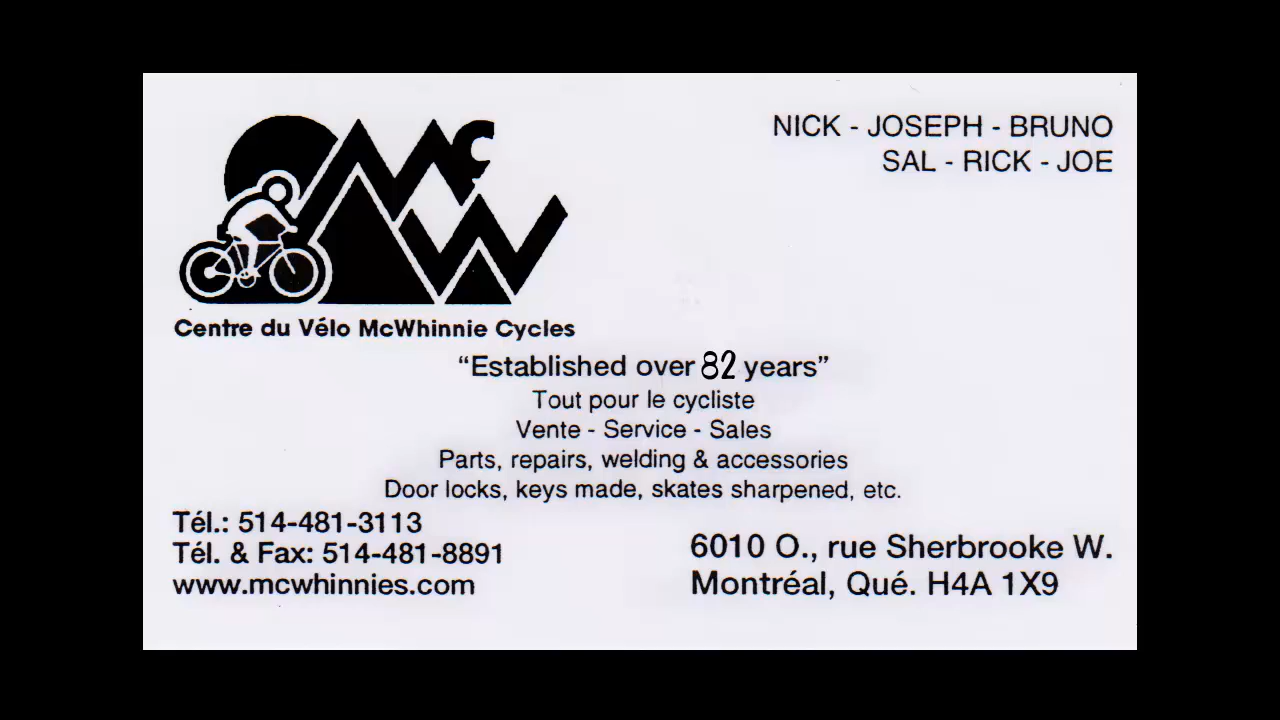 Mc
W
NICK - JOSEPH - BRUNO
SAL - RICK - JOE
Centre du Vélo McWhinnie Cycles
“Established over 82 years”
Tout pour le cycliste
Vente - Service - Sales
Parts, repairs, welding & accessories
Door locks, keys made, skates sharpened, etc.
Tél.: 514-481-3113
Tél. & Fax: 514-481-8891
www.mcwhinnies.com
6010 O., rue Sherbrooke W.
Montréal, Qué. H4A 1X9